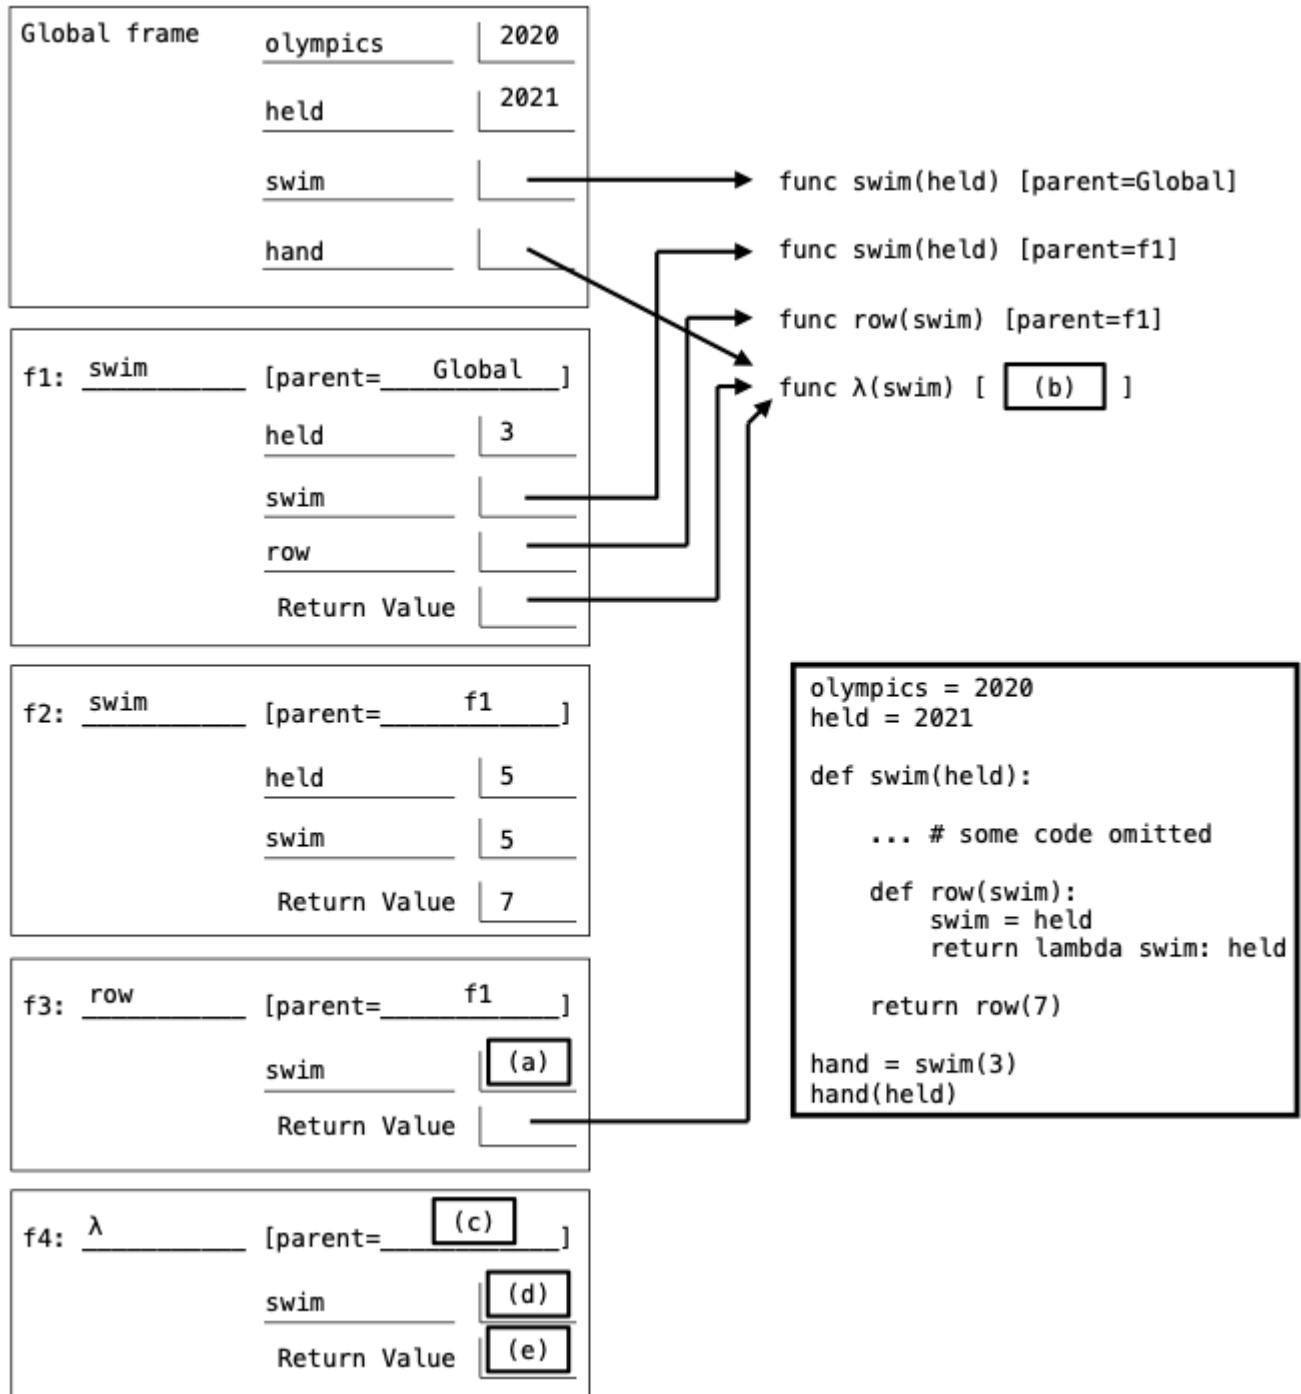 Global frame
olympics 2020
held 2021
swim
hand
func swim(held) [parent=Global]
func swim(held) [parent=f1]
func row(swim) [parent=f1]
func λ(swim) [ (b) ]
f1: swim [parent=Global]
held 3
swim
row
Return Value
f2: swim [parent=f1]
held 5
swim 5
Return Value 7
f3: row [parent=f1]
swim (a)
Return Value
f4: λ [parent=(c)]
swim (d)
Return Value (e)
olympics = 2020
held = 2021
def swim(held):
... # some code omitted
def row(swim):
swim = held
return lambda swim: held
return row(7)
hand = swim(3)
hand(held)